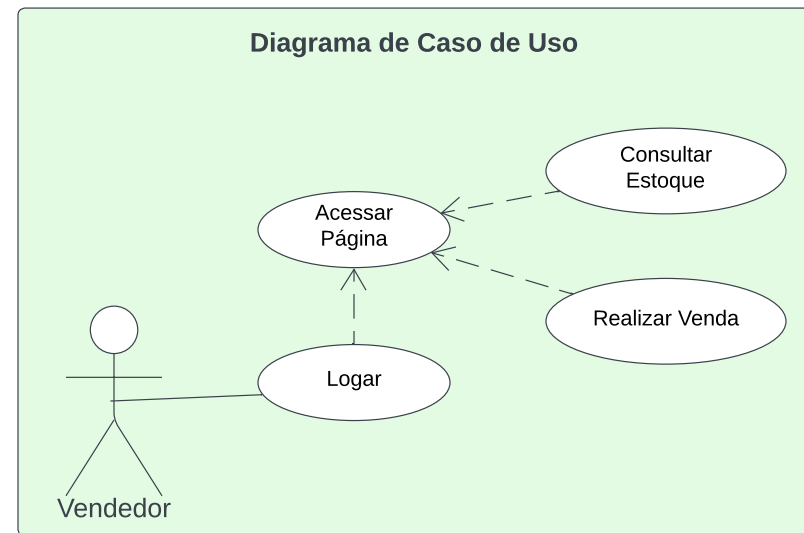 Diagrama de Caso de Uso
Consultar
Estoque
Acessar
Página
Realizar Venda
Logar
Vendedor